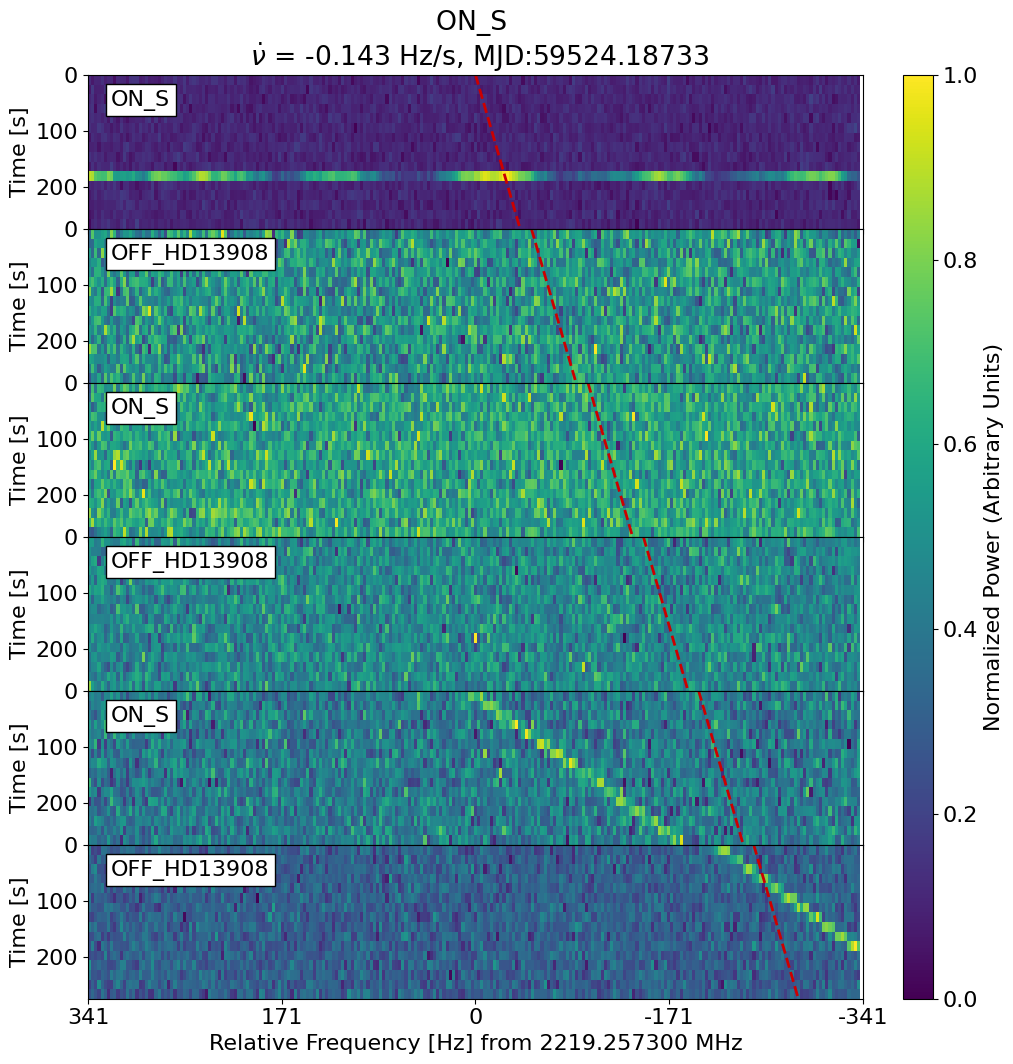 ON_S
ν̇ = -0.143 Hz/s, MJD:59524.18733
0
100
200
Time [s]
ON_S
0
100
200
Time [s]
OFF_HD13908
0
100
200
Time [s]
ON_S
0
100
200
Time [s]
OFF_HD13908
0
100
200
Time [s]
ON_S
0
100
200
Time [s]
OFF_HD13908
341
171
0
-171
-341
Relative Frequency [Hz] from 2219.257300 MHz
1.0
0.8
0.6
0.4
0.2
0.0
Normalized Power (Arbitrary Units)